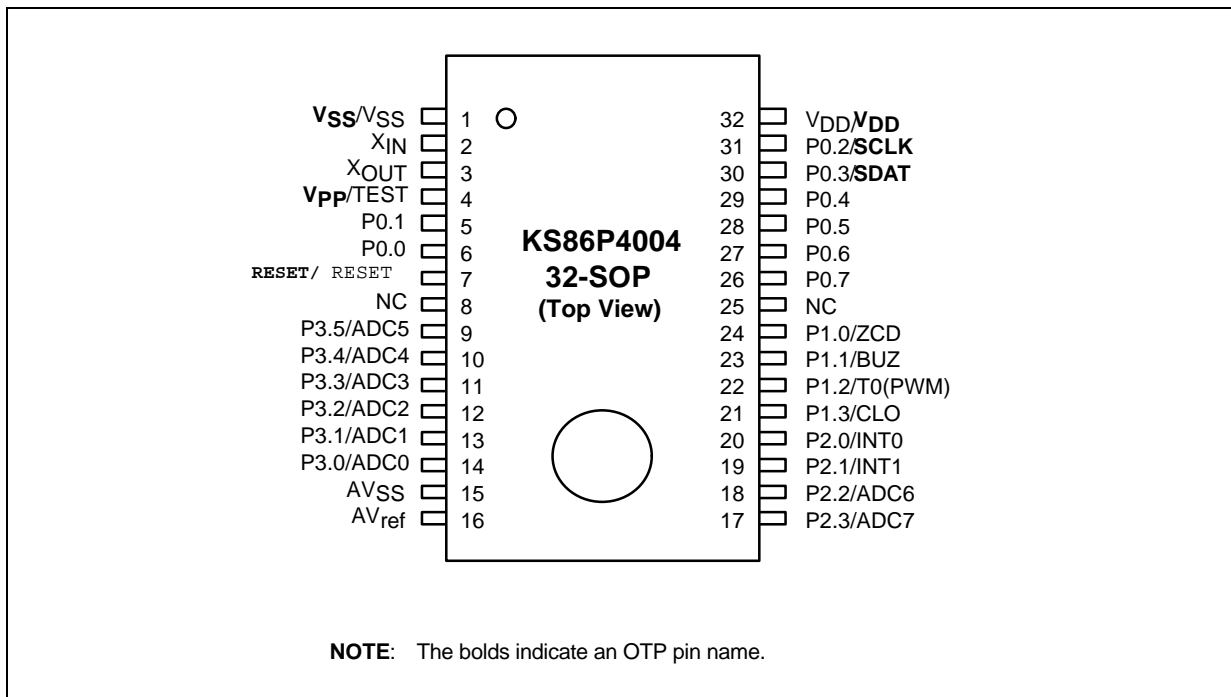 VSS/VSS 1
XIN 2
XOUT 3
VPP/TEST 4
P0.1 5
P0.0 6
RESET/ RESET 7
NC 8
P3.5/ADC5 9
P3.4/ADC4 10
P3.3/ADC3 11
P3.2/ADC2 12
P3.1/ADC1 13
P3.0/ADC0 14
AVSS 15
AVref 16
KS86P4004
32-SOP
(Top View)
32 VDD/VDD
31 P0.2/SCLK
30 P0.3/SDAT
29 P0.4
28 P0.5
27 P0.6
26 P0.7
25 NC
24 P1.0/ZCD
23 P1.1/BUZ
22 P1.2/T0(PWM)
21 P1.3/CLO
20 P2.0/INT0
19 P2.1/INT1
18 P2.2/ADC6
17 P2.3/ADC7
NOTE: The bolds indicate an OTP pin name.